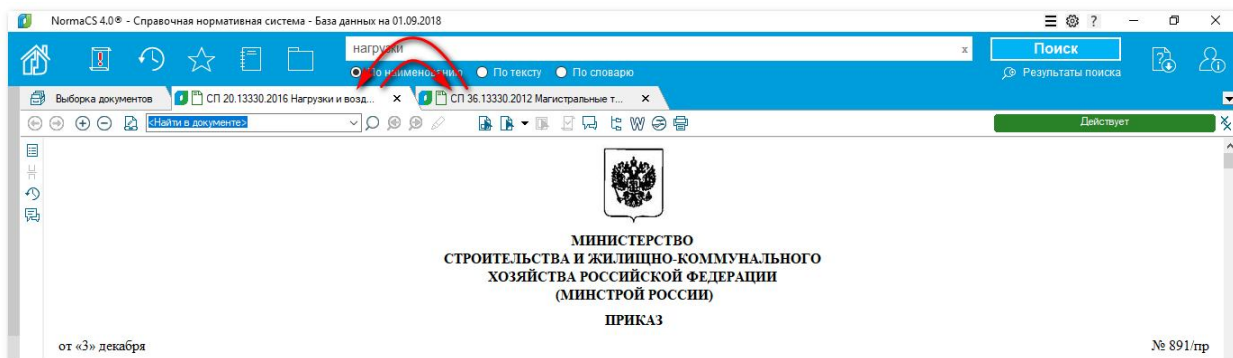 NormaCS 4.0® - Справочная нормативная система - База данных на 01.09.2018
нагрузки
Поиск
По наименованию По тексту По словарю
Результаты поиска
Выборка документов СП 20.13330.2016 Нагрузки и возд... СП 36.13330.2012 Магистральные т...
<Найти в документе>
Действует
МИНИСТЕРСТВО
СТРОИТЕЛЬСТВА И ЖИЛИЩНО-КОММУНАЛЬНОГО
ХОЗЯЙСТВА РОССИЙСКОЙ ФЕДЕРАЦИИ
(МИНСТРОЙ РОССИИ)
ПРИКАЗ
от «3» декабря № 891/пр